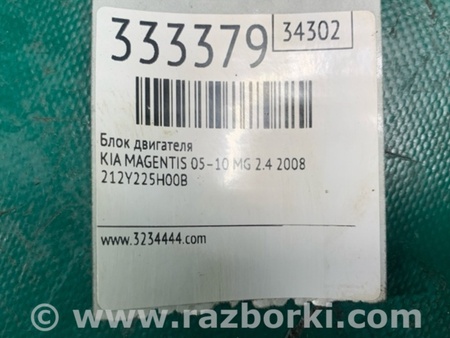 333379 34302
Блок двигателя
KIA MAGENTIS 05-10 MG 2.4 2008
212Y225H00B
www.3234444.com
© www.razborki.com